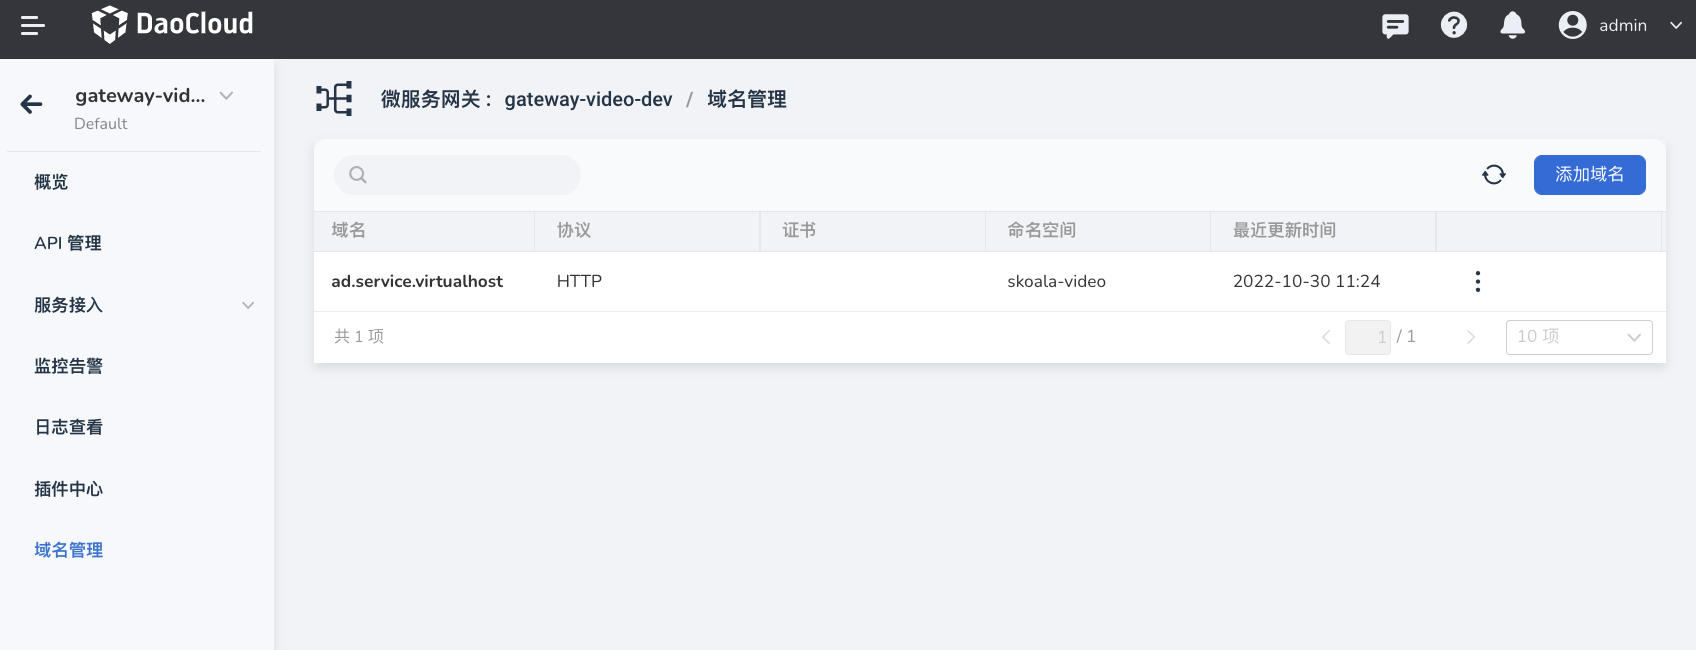 DaoCloud
admin
gateway-vid...
Default
概览
API 管理
服务接入
监控告警
日志查看
插件中心
域名管理
微服务网关： gateway-video-dev / 域名管理
添加域名
域名 协议 证书 命名空间 最近更新时间
ad.service.virtualhost HTTP skoala-video 2022-10-30 11:24
共 1 项 1 / 1 10 项